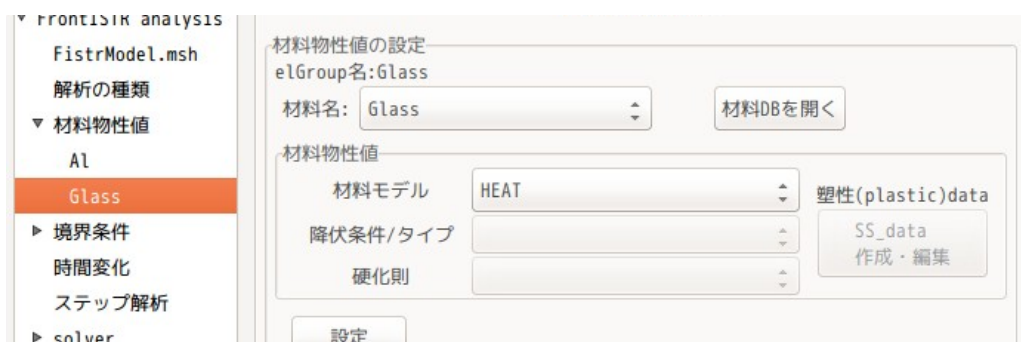 FrontISTR analysis
FistrModel.msh
解析の種類
材料物性値
Al
Glass
境界条件
時間変化
ステップ解析
solver
材料物性値の設定
elGroup名:Glass
材料名: Glass 材料DBを開く
材料物性値
材料モデル HEAT 塑性(plastic)data
降伏条件/タイプ SS_data
作成・編集
硬化則
設定